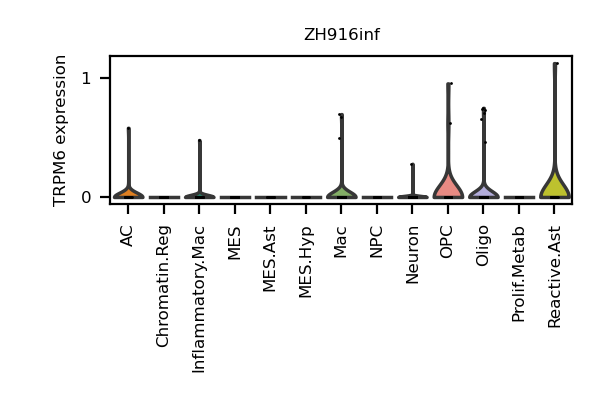 ZH916inf
TRPM6 expression
1
0
AC
Chromatin.Reg
Inflammatory.Mac
MES
MES.Ast
MES.Hyp
Mac
NPC
Neuron
OPC
Oligo
Prolif.Metab
Reactive.Ast